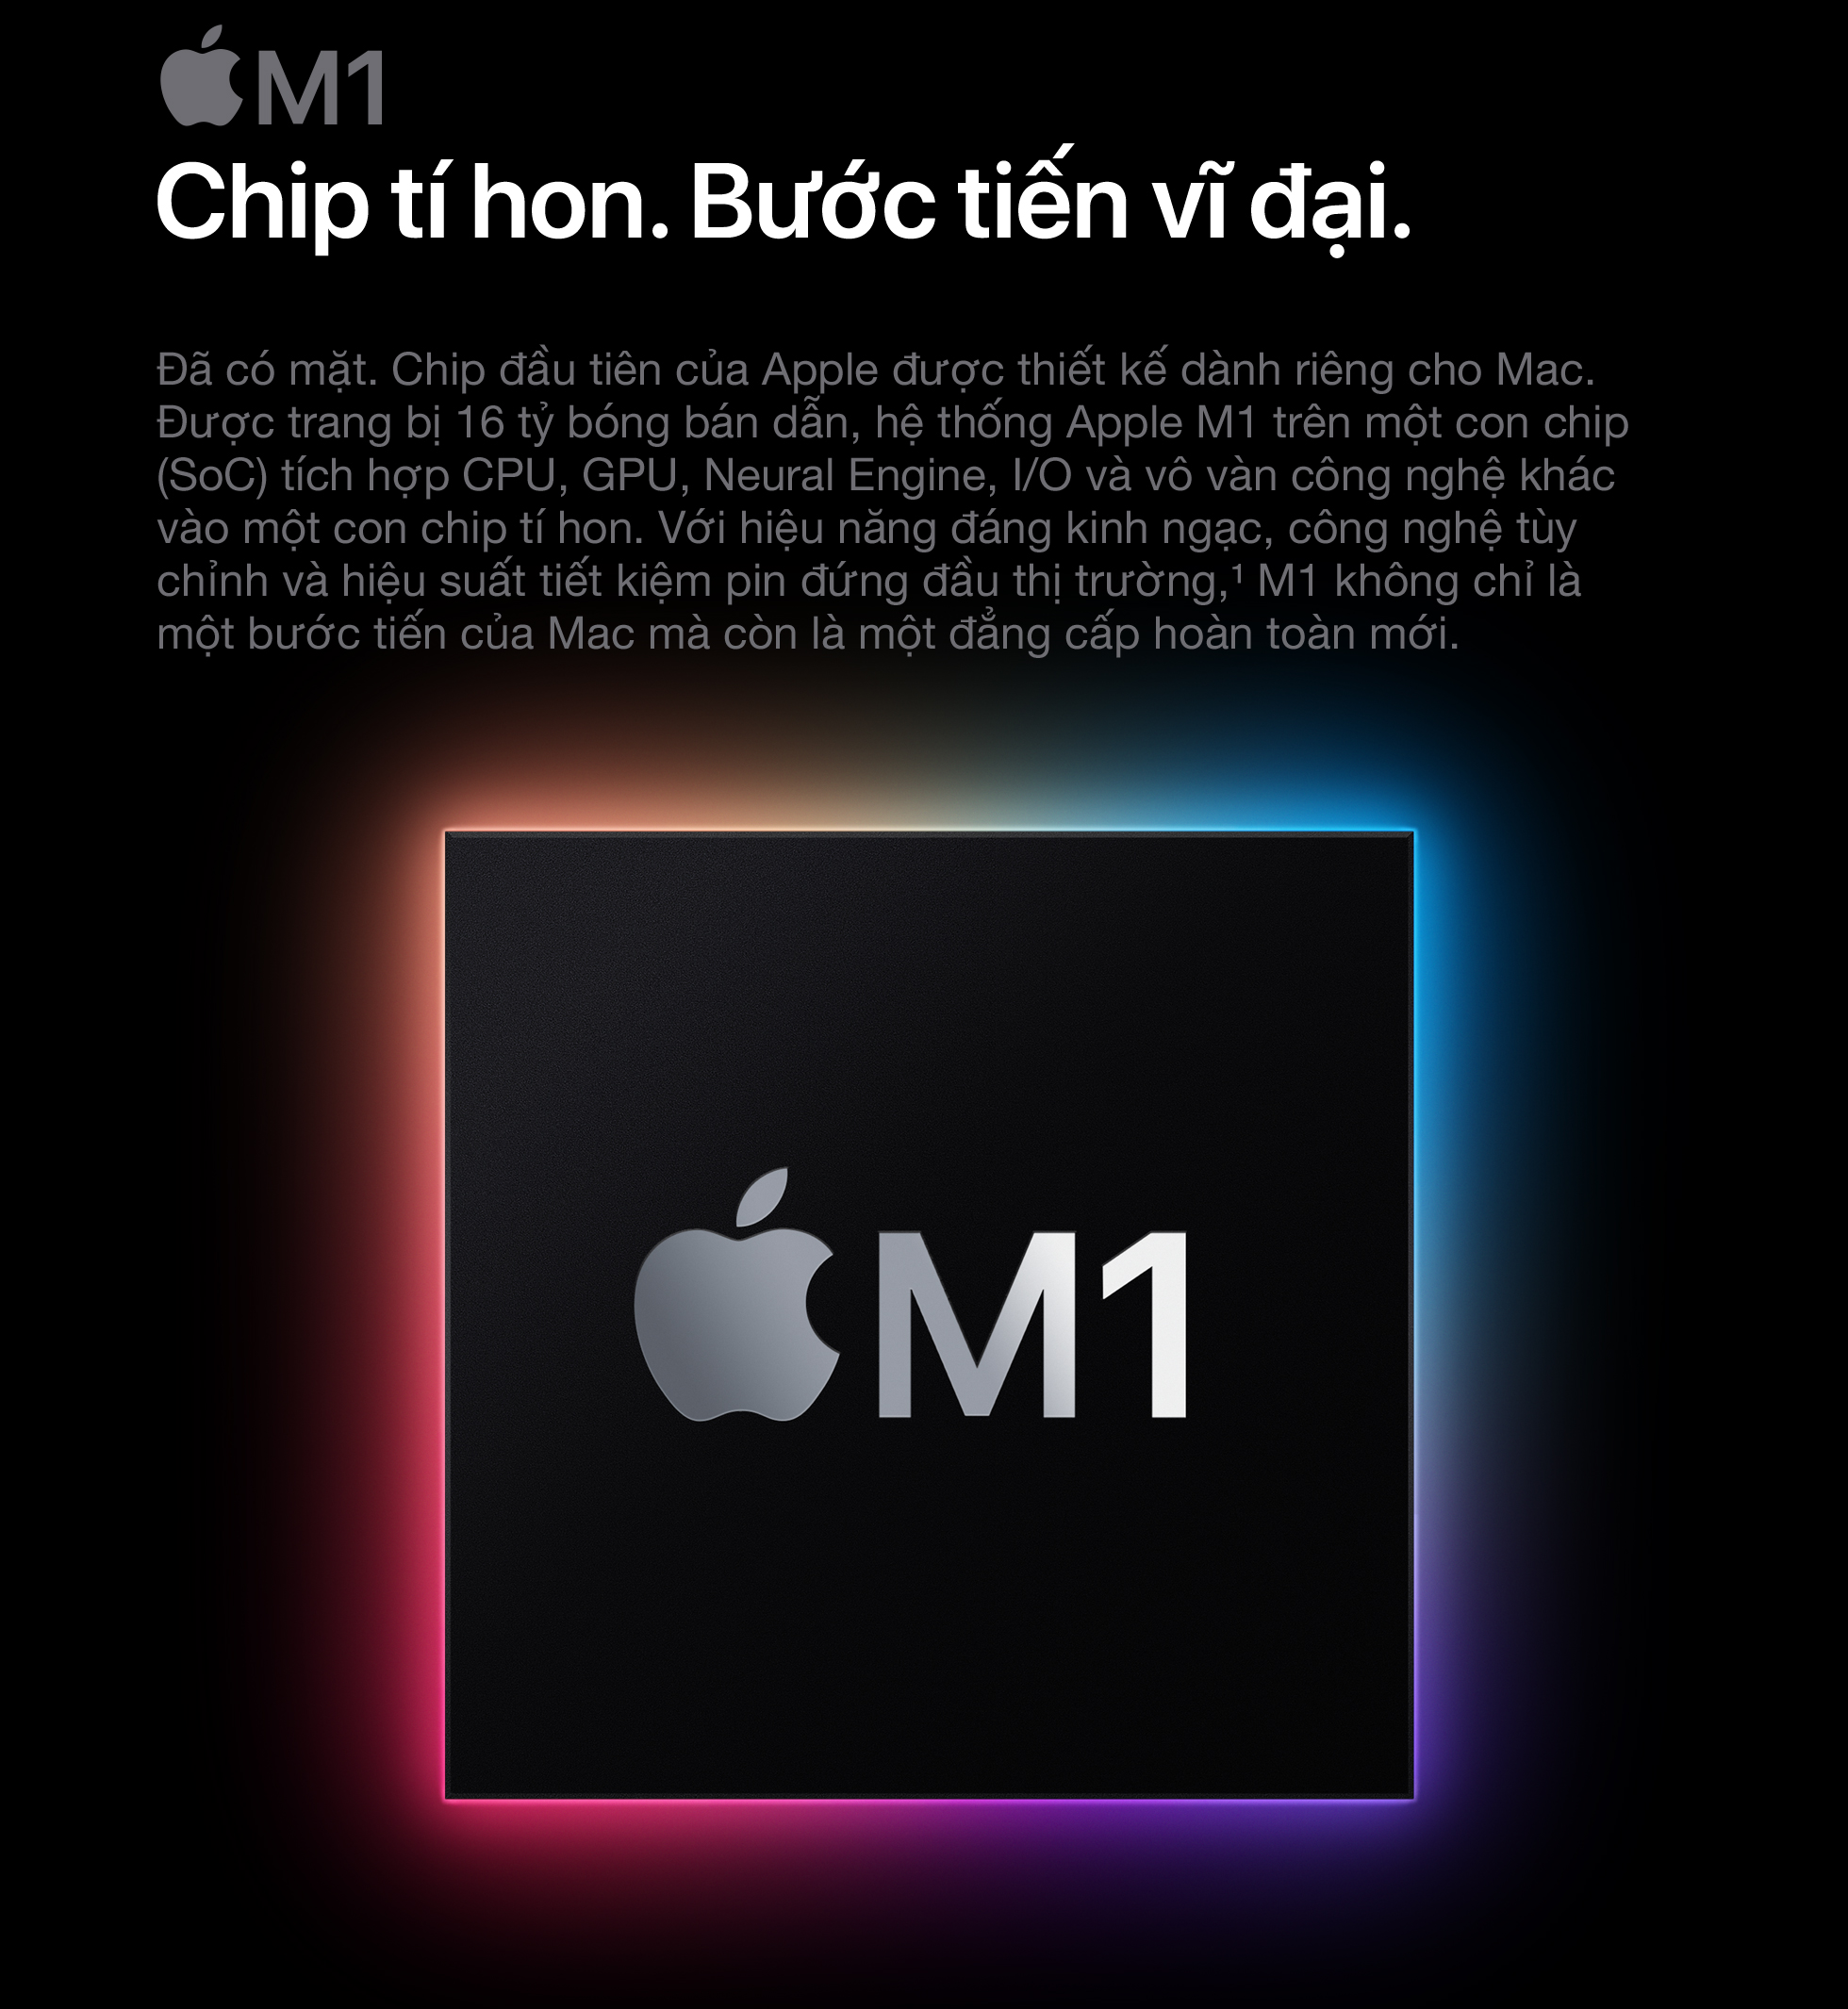 M1
Chip tí hon. Bước tiến vĩ đại.
Đã có mặt. Chip đầu tiên của Apple được thiết kế dành riêng cho Mac.
Được trang bị 16 tỷ bóng bán dẫn, hệ thống Apple M1 trên một con chip
(SoC) tích hợp CPU, GPU, Neural Engine, I/O và vô vàn công nghệ khác
vào một con chip tí hon. Với hiệu năng đáng kinh ngạc, công nghệ tùy
chỉnh và hiệu suất tiết kiệm pin đứng đầu thị trường,¹ M1 không chỉ là
một bước tiến của Mac mà còn là một đẳng cấp hoàn toàn mới.
M1